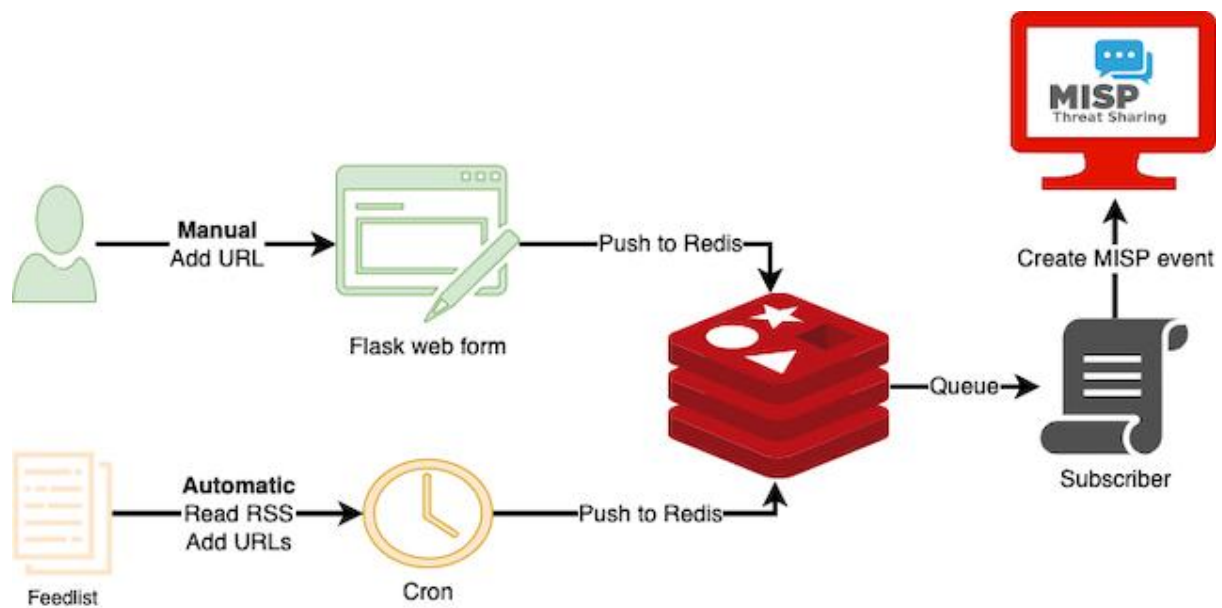 MISP
Threat Sharing
Manual
Add URL
Push to Redis
Create MISP event
Flask web form
Queue
Subscriber
Automatic
Read RSS
Add URLs
Push to Redis
Feedlist
Cron